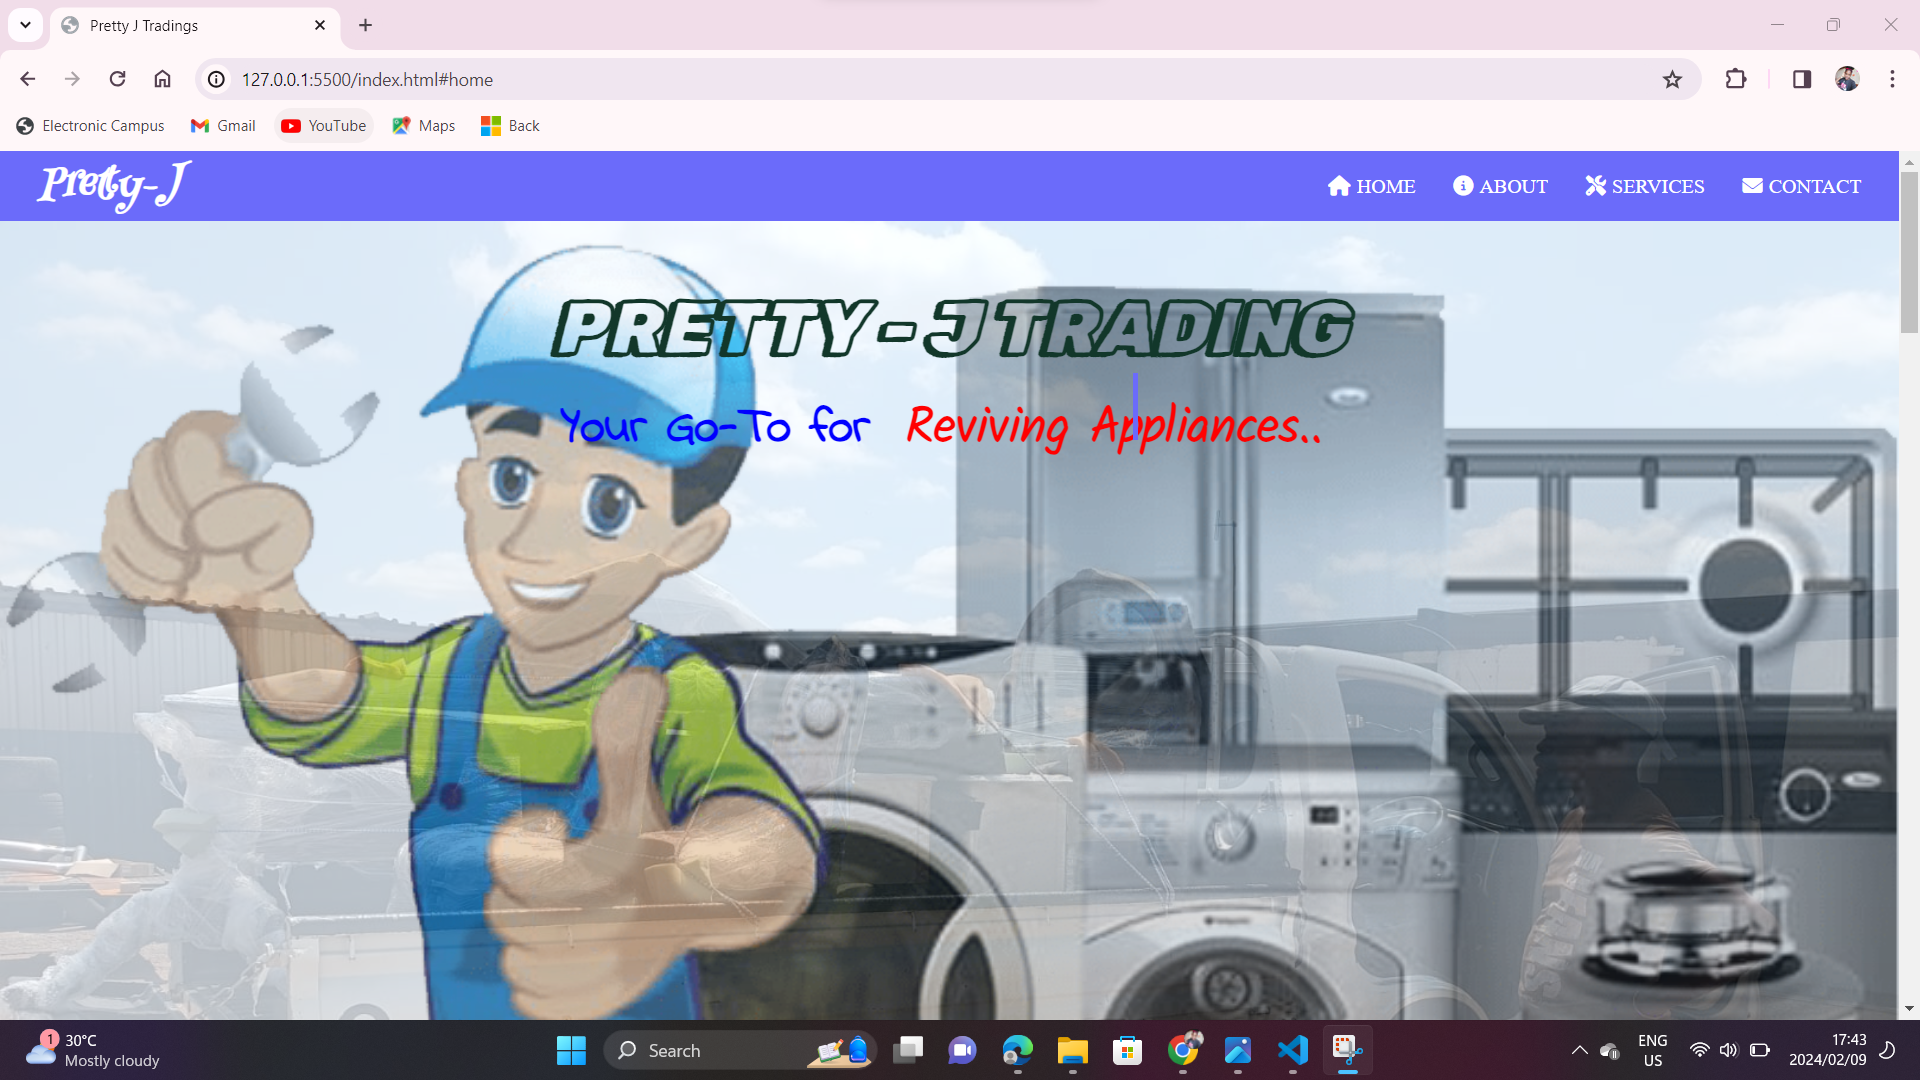 Pretty J Tradings
127.0.0.1:5500/index.html#home
Electronic Campus Gmail YouTube Maps Back
Pretty-J HOME ABOUT SERVICES CONTACT
PRETTY - J TRADING
Your Go-To for Reviving Appliances..
1 30°C
Mostly cloudy
Search
ENG
US
17:43
2024/02/09